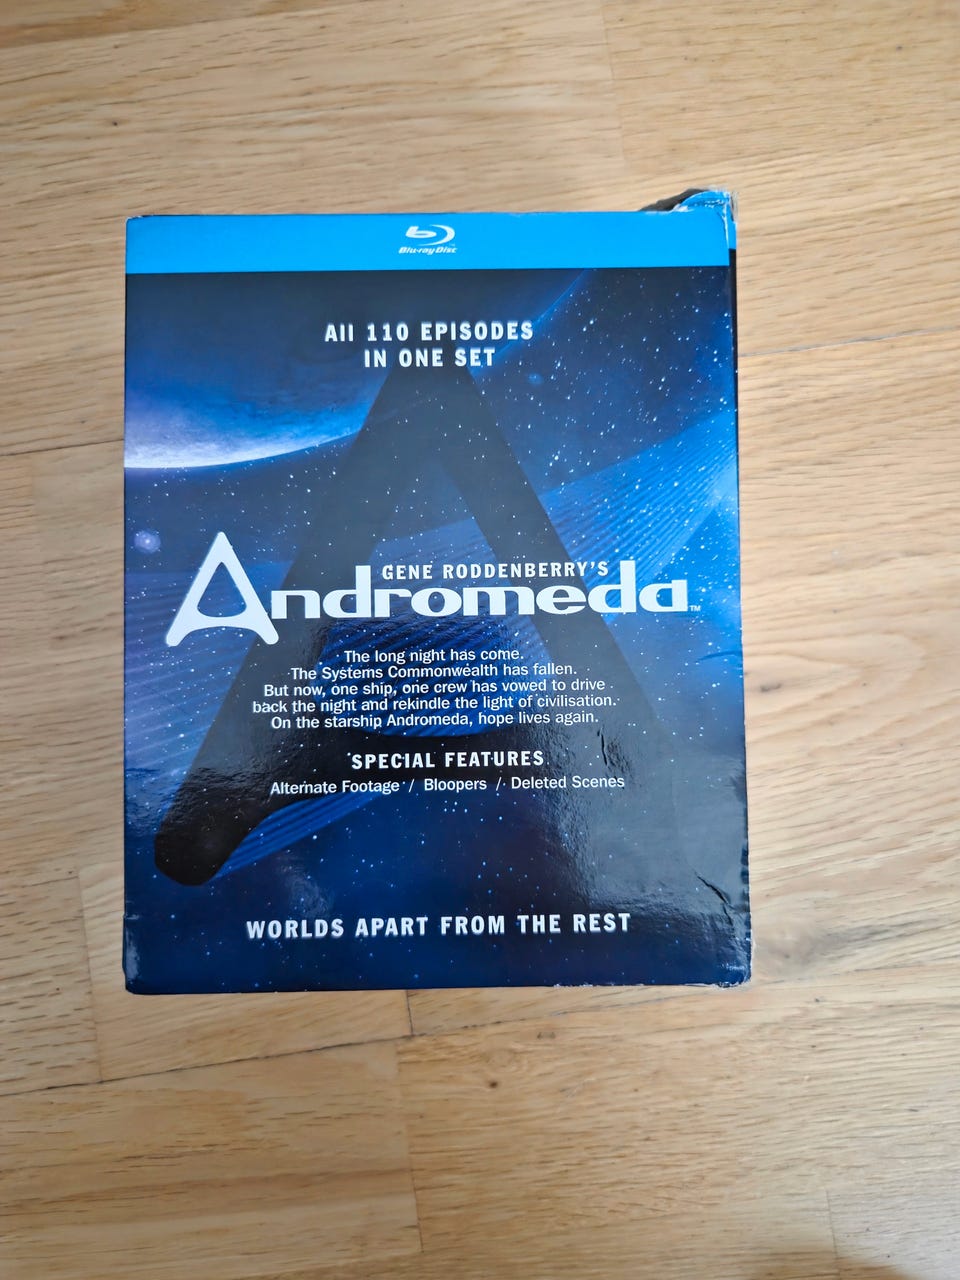 Blu-ray Disc
All 110 EPISODES
IN ONE SET
GENE RODDENBERRY'S
Andromeda™
The long night has come.
The Systems Commonwealth has fallen.
But now, one ship, one crew has vowed to drive
back the night and rekindle the light of civilisation.
On the starship Andromeda, hope lives again.
SPECIAL FEATURES
Alternate Footage / Bloopers / Deleted Scenes
WORLDS APART FROM THE REST